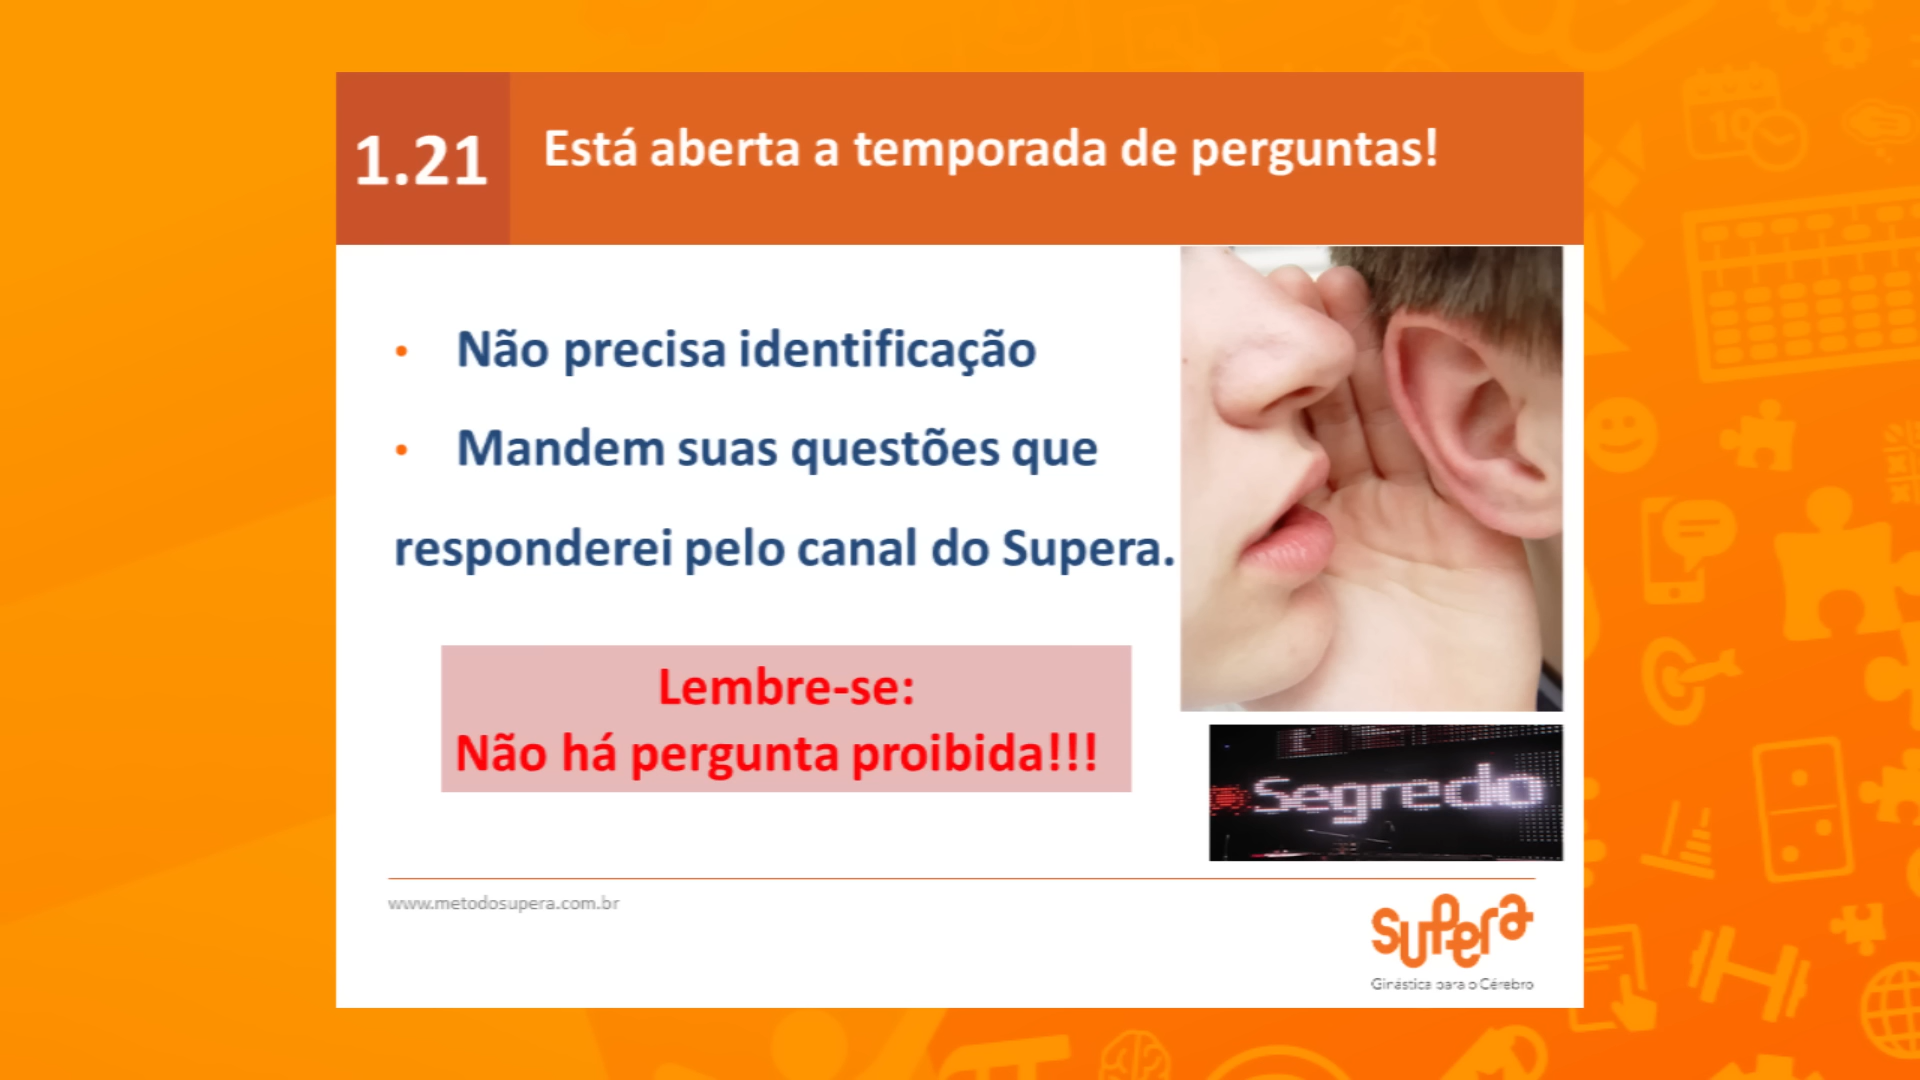 1.21
Está aberta a temporada de perguntas!
• Não precisa identificação
• Mandem suas questões que
responderei pelo canal do Supera.
Lembre-se:
Não há pergunta proibida!!!
Segredo
www.metodosupera.com.br
supera
Ginástica para o Cérebro
10